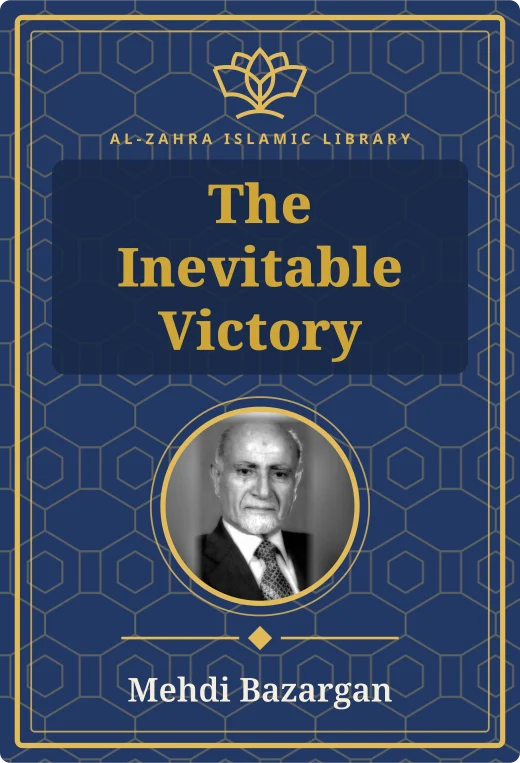 AL-ZAHRA ISLAMIC LIBRARY
The
Inevitable
Victory
Mehdi Bazargan